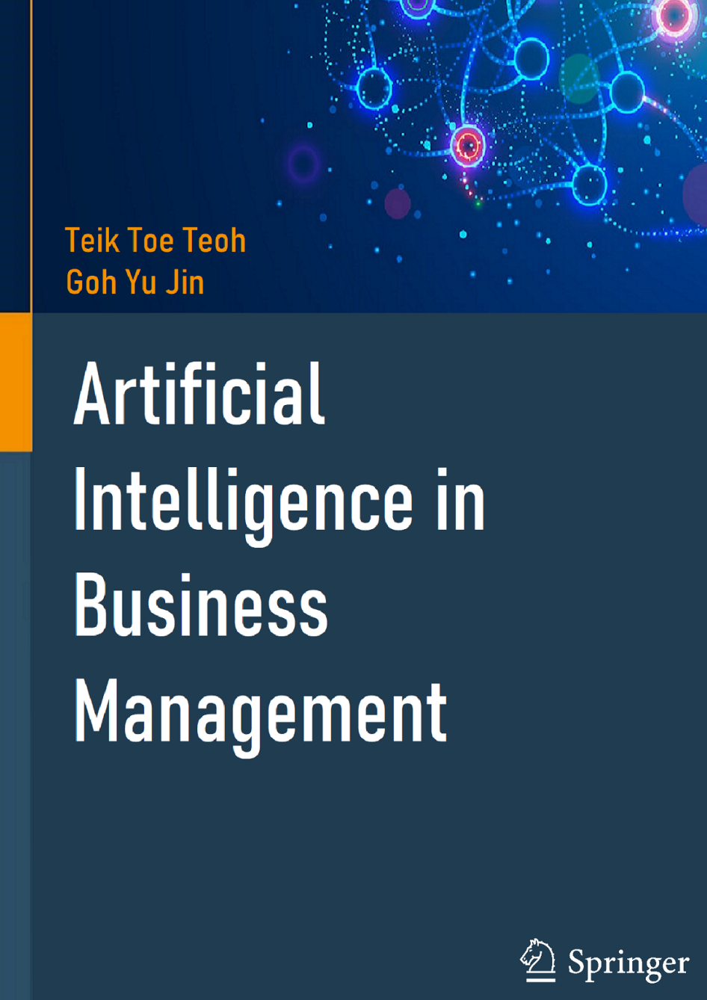 Teik Toe Teoh
Goh Yu Jin
Artificial
Intelligence in
Business
Management
Springer